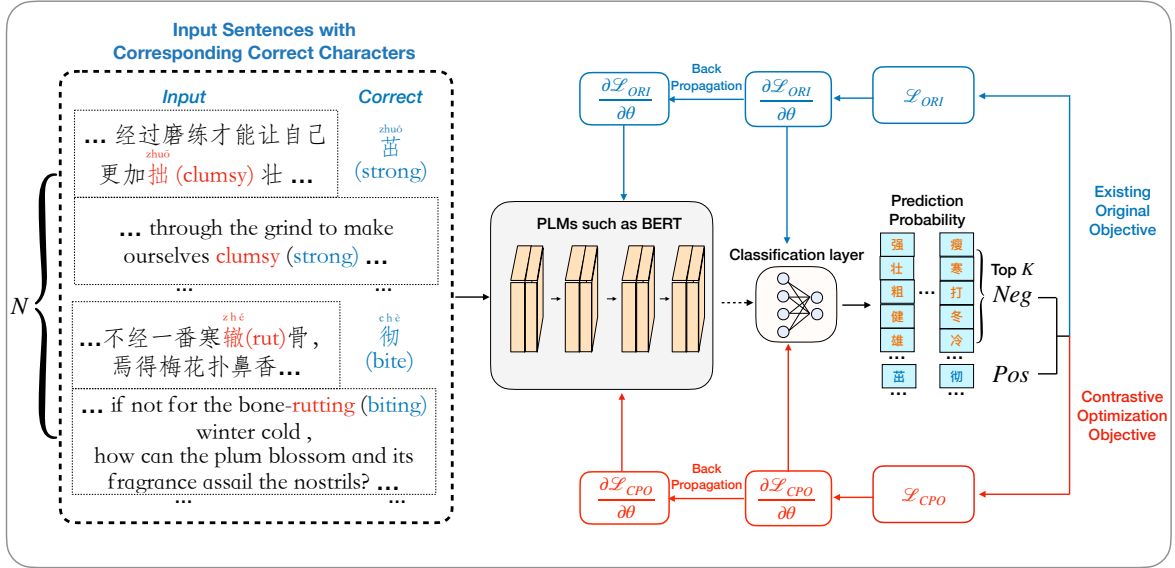 Input Sentences with
Corresponding Correct Characters
Input
Correct
... 经过磨练才能让自己
zhuō
更加拙 (clumsy) 壮 ...
zhuó
茁
(strong)
... through the grind to make
ourselves clumsy (strong) ...
...
N
zhé
...不经一番寒辙(rut)骨，
焉得梅花扑鼻香...
chè
彻
(bite)
... if not for the bone-rutting (biting)
winter cold ,
how can the plum blossom and its
fragrance assail the nostrils? ...
...
...
PLMs such as BERT
Classification layer
∂ℒ_ORI
∂θ
Back
Propagation
∂ℒ_ORI
∂θ
ℒ_ORI
Existing
Original
Objective
Prediction
Probability
强 瘦
壮 寒
粗 ... 打
健 冬
雄 冷
... ...
茁 彻
... ...
Top K
Neg
Pos
Contrastive
Optimization
Objective
∂ℒ_CPO
∂θ
Back
Propagation
∂ℒ_CPO
∂θ
ℒ_CPO